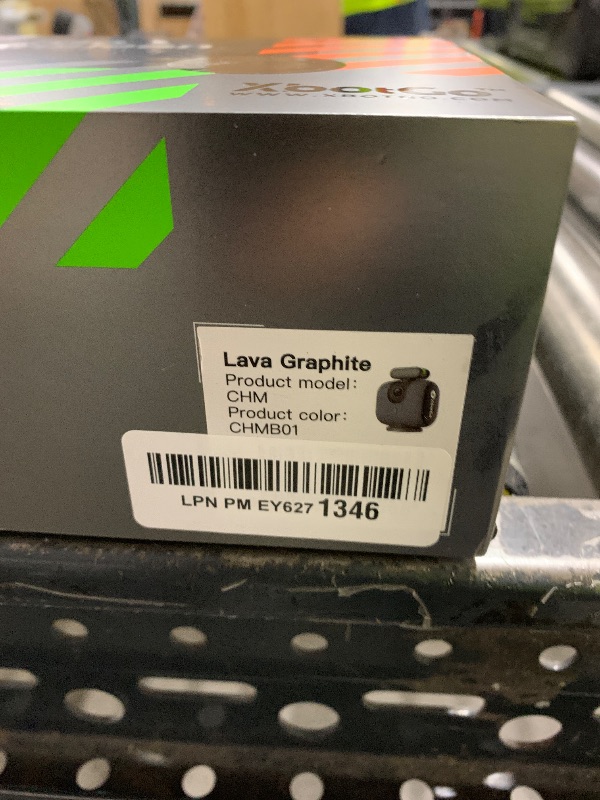 XbotGo
www.xbotgo.com
Lava Graphite
Product model:
CHM
Product color:
CHMB01
LPN PM EY627 1346